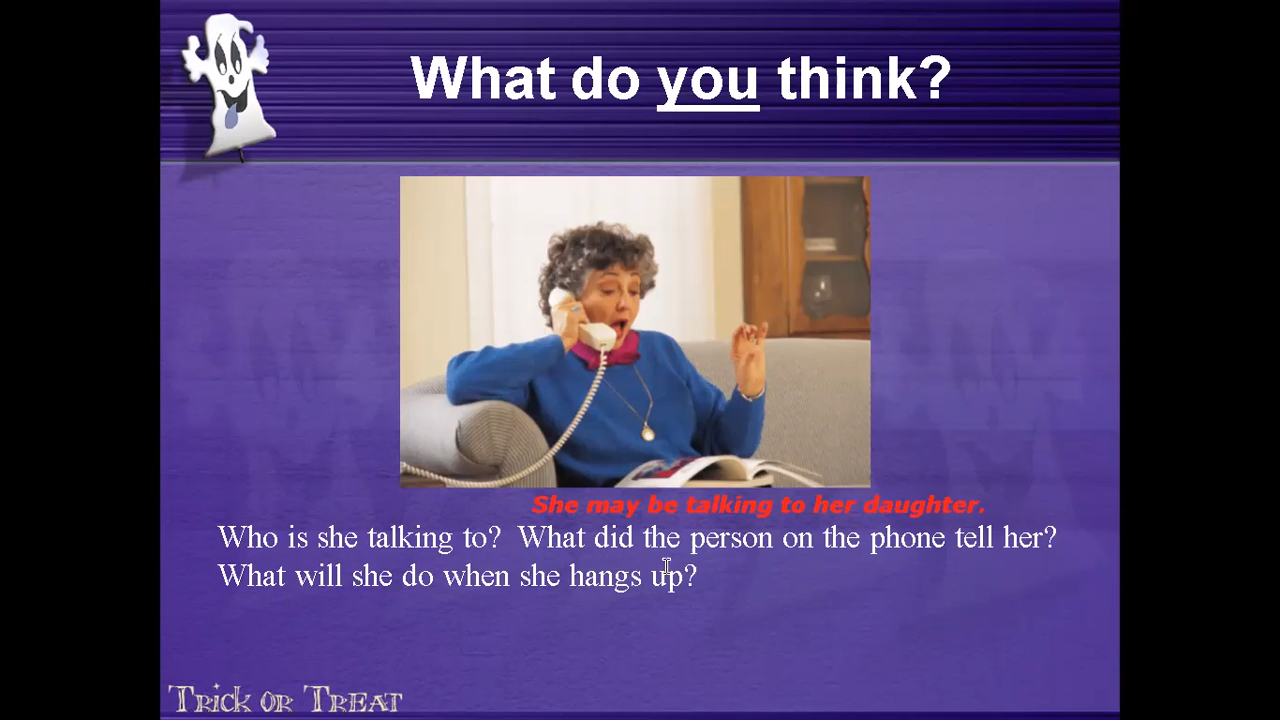 What do you think?
She may be talking to her daughter.
Who is she talking to?  What did the person on the phone tell her?
What will she do when she hangs up?
Trick or Treat